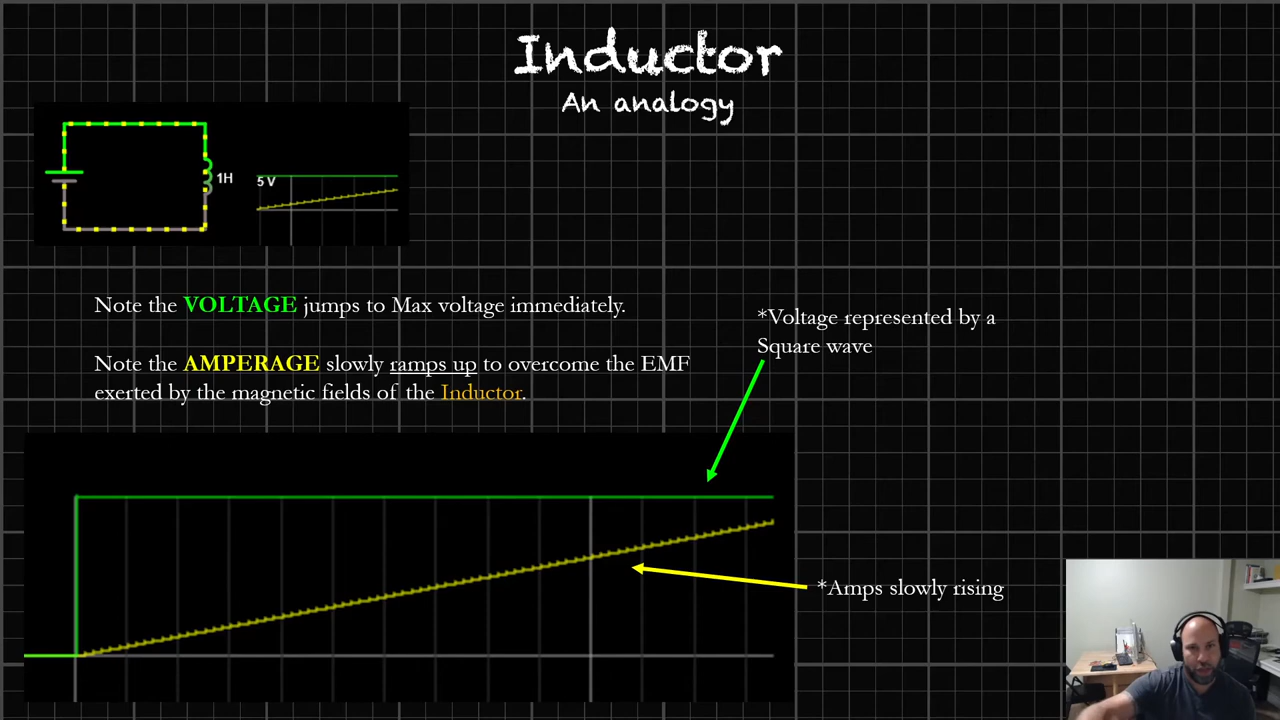 Inductor
An analogy
1H
5 V
Note the VOLTAGE jumps to Max voltage immediately.
*Voltage represented by a
Square wave
Note the AMPERAGE slowly ramps up to overcome the EMF
exerted by the magnetic fields of the Inductor.
*Amps slowly rising